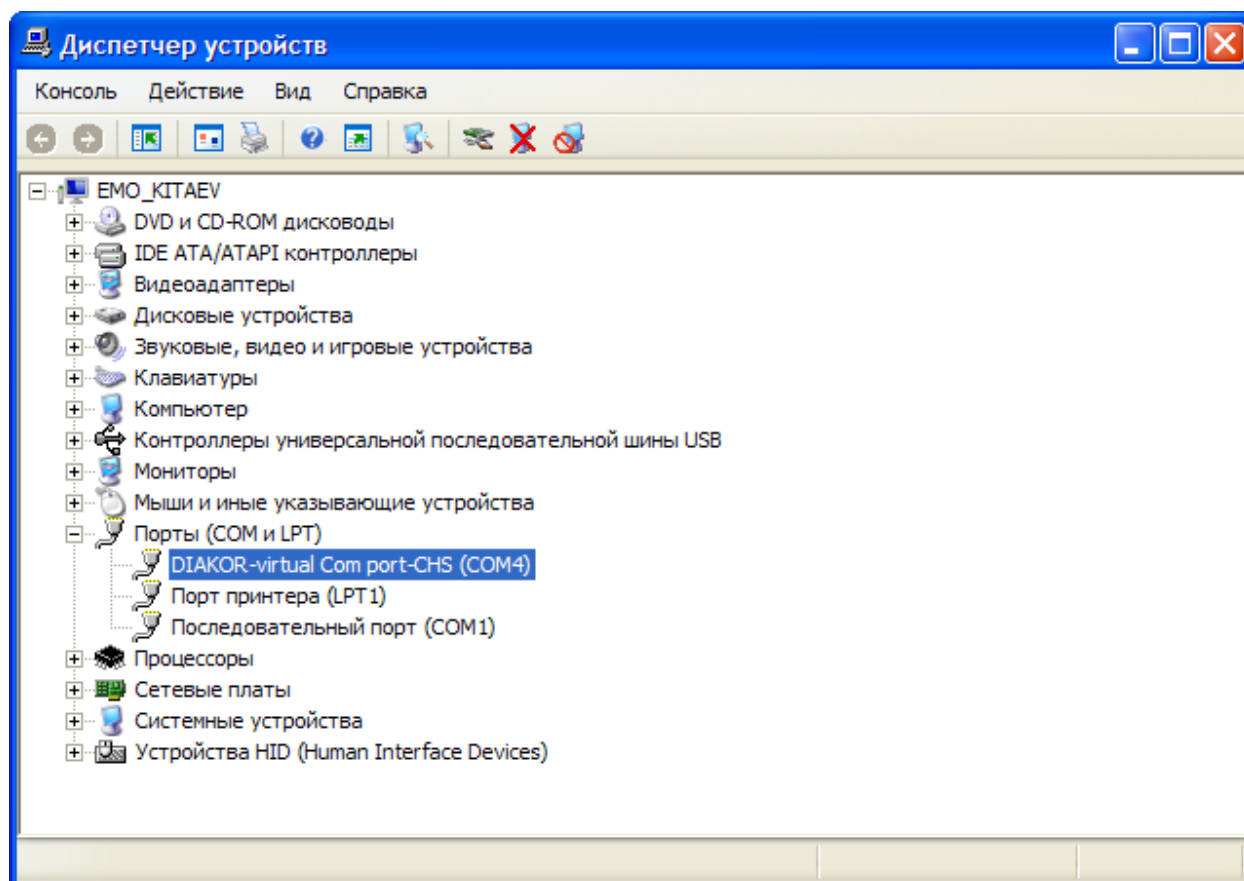 Диспетчер устройств
Консоль Действие Вид Справка
EMO_KITAEV
DVD и CD-ROM дисководы
IDE ATA/ATAPI контроллеры
Видеоадаптеры
Дисковые устройства
Звуковые, видео и игровые устройства
Клавиатуры
Компьютер
Контроллеры универсальной последовательной шины USB
Мониторы
Мыши и иные указывающие устройства
Порты (COM и LPT)
DIAKOR-virtual Com port-CHS (COM4)
Порт принтера (LPT1)
Последовательный порт (COM1)
Процессоры
Сетевые платы
Системные устройства
Устройства HID (Human Interface Devices)